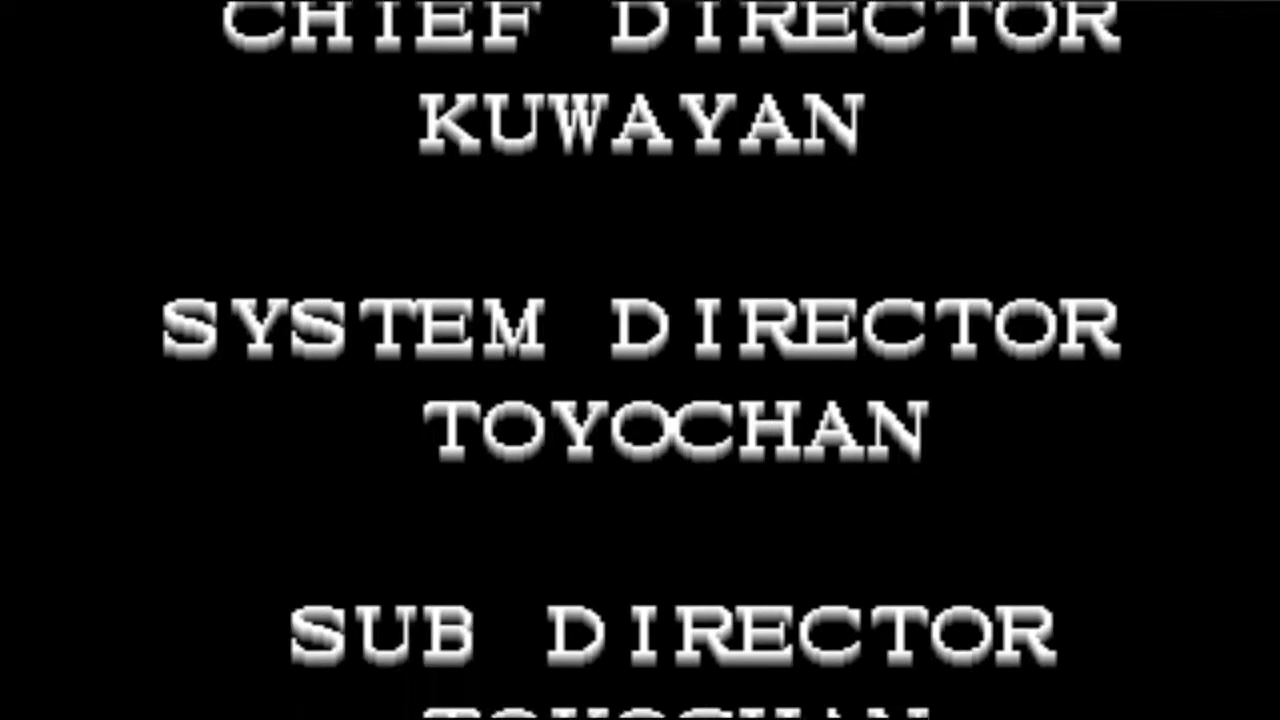 CHIEF DIRECTOR
KUWAYAN
SYSTEM DIRECTOR
TOYOCHAN
SUB DIRECTOR